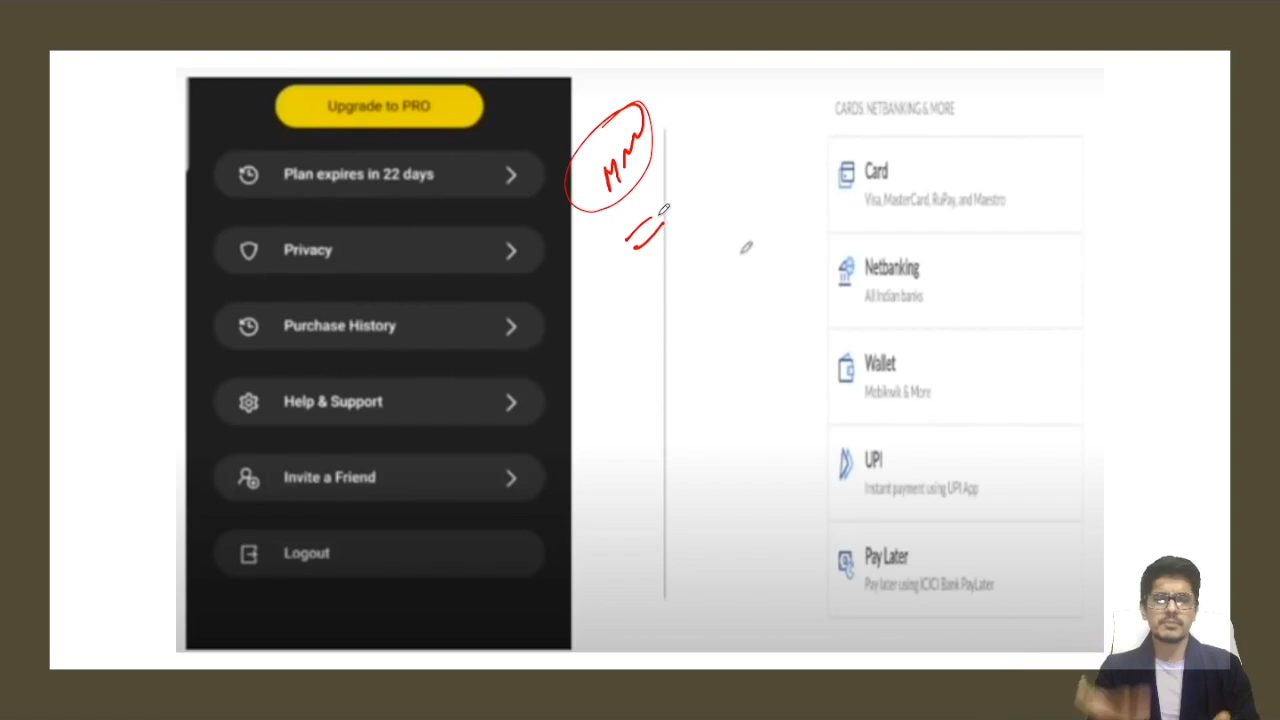 Upgrade to PRO
Plan expires in 22 days
Privacy
Purchase History
Help & Support
Invite a Friend
Logout
CARDS, NETBANKING & MORE
Card
Visa, MasterCard, RuPay, and Maestro
Netbanking
All Indian banks
Wallet
Mobikwik & More
UPI
Instant payment using UPI App
Pay Later
Pay later using ICICI Bank PayLater